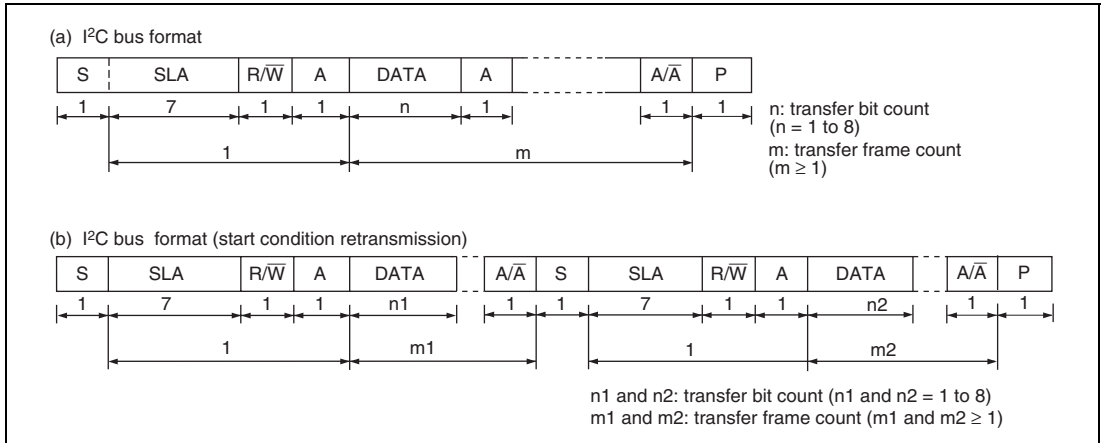 (a) I²C bus format
S SLA R/W̅ A DATA A A/A̅ P
1 7 1 1 n 1 1 1
1 m
n: transfer bit count
(n = 1 to 8)
m: transfer frame count
(m ≥ 1)
(b) I²C bus format (start condition retransmission)
S SLA R/W̅ A DATA A/A̅ S SLA R/W̅ A DATA A/A̅ P
1 7 1 1 n1 1 1 7 1 1 n2 1 1
1 m1 1 m2
n1 and n2: transfer bit count (n1 and n2 = 1 to 8)
m1 and m2: transfer frame count (m1 and m2 ≥ 1)